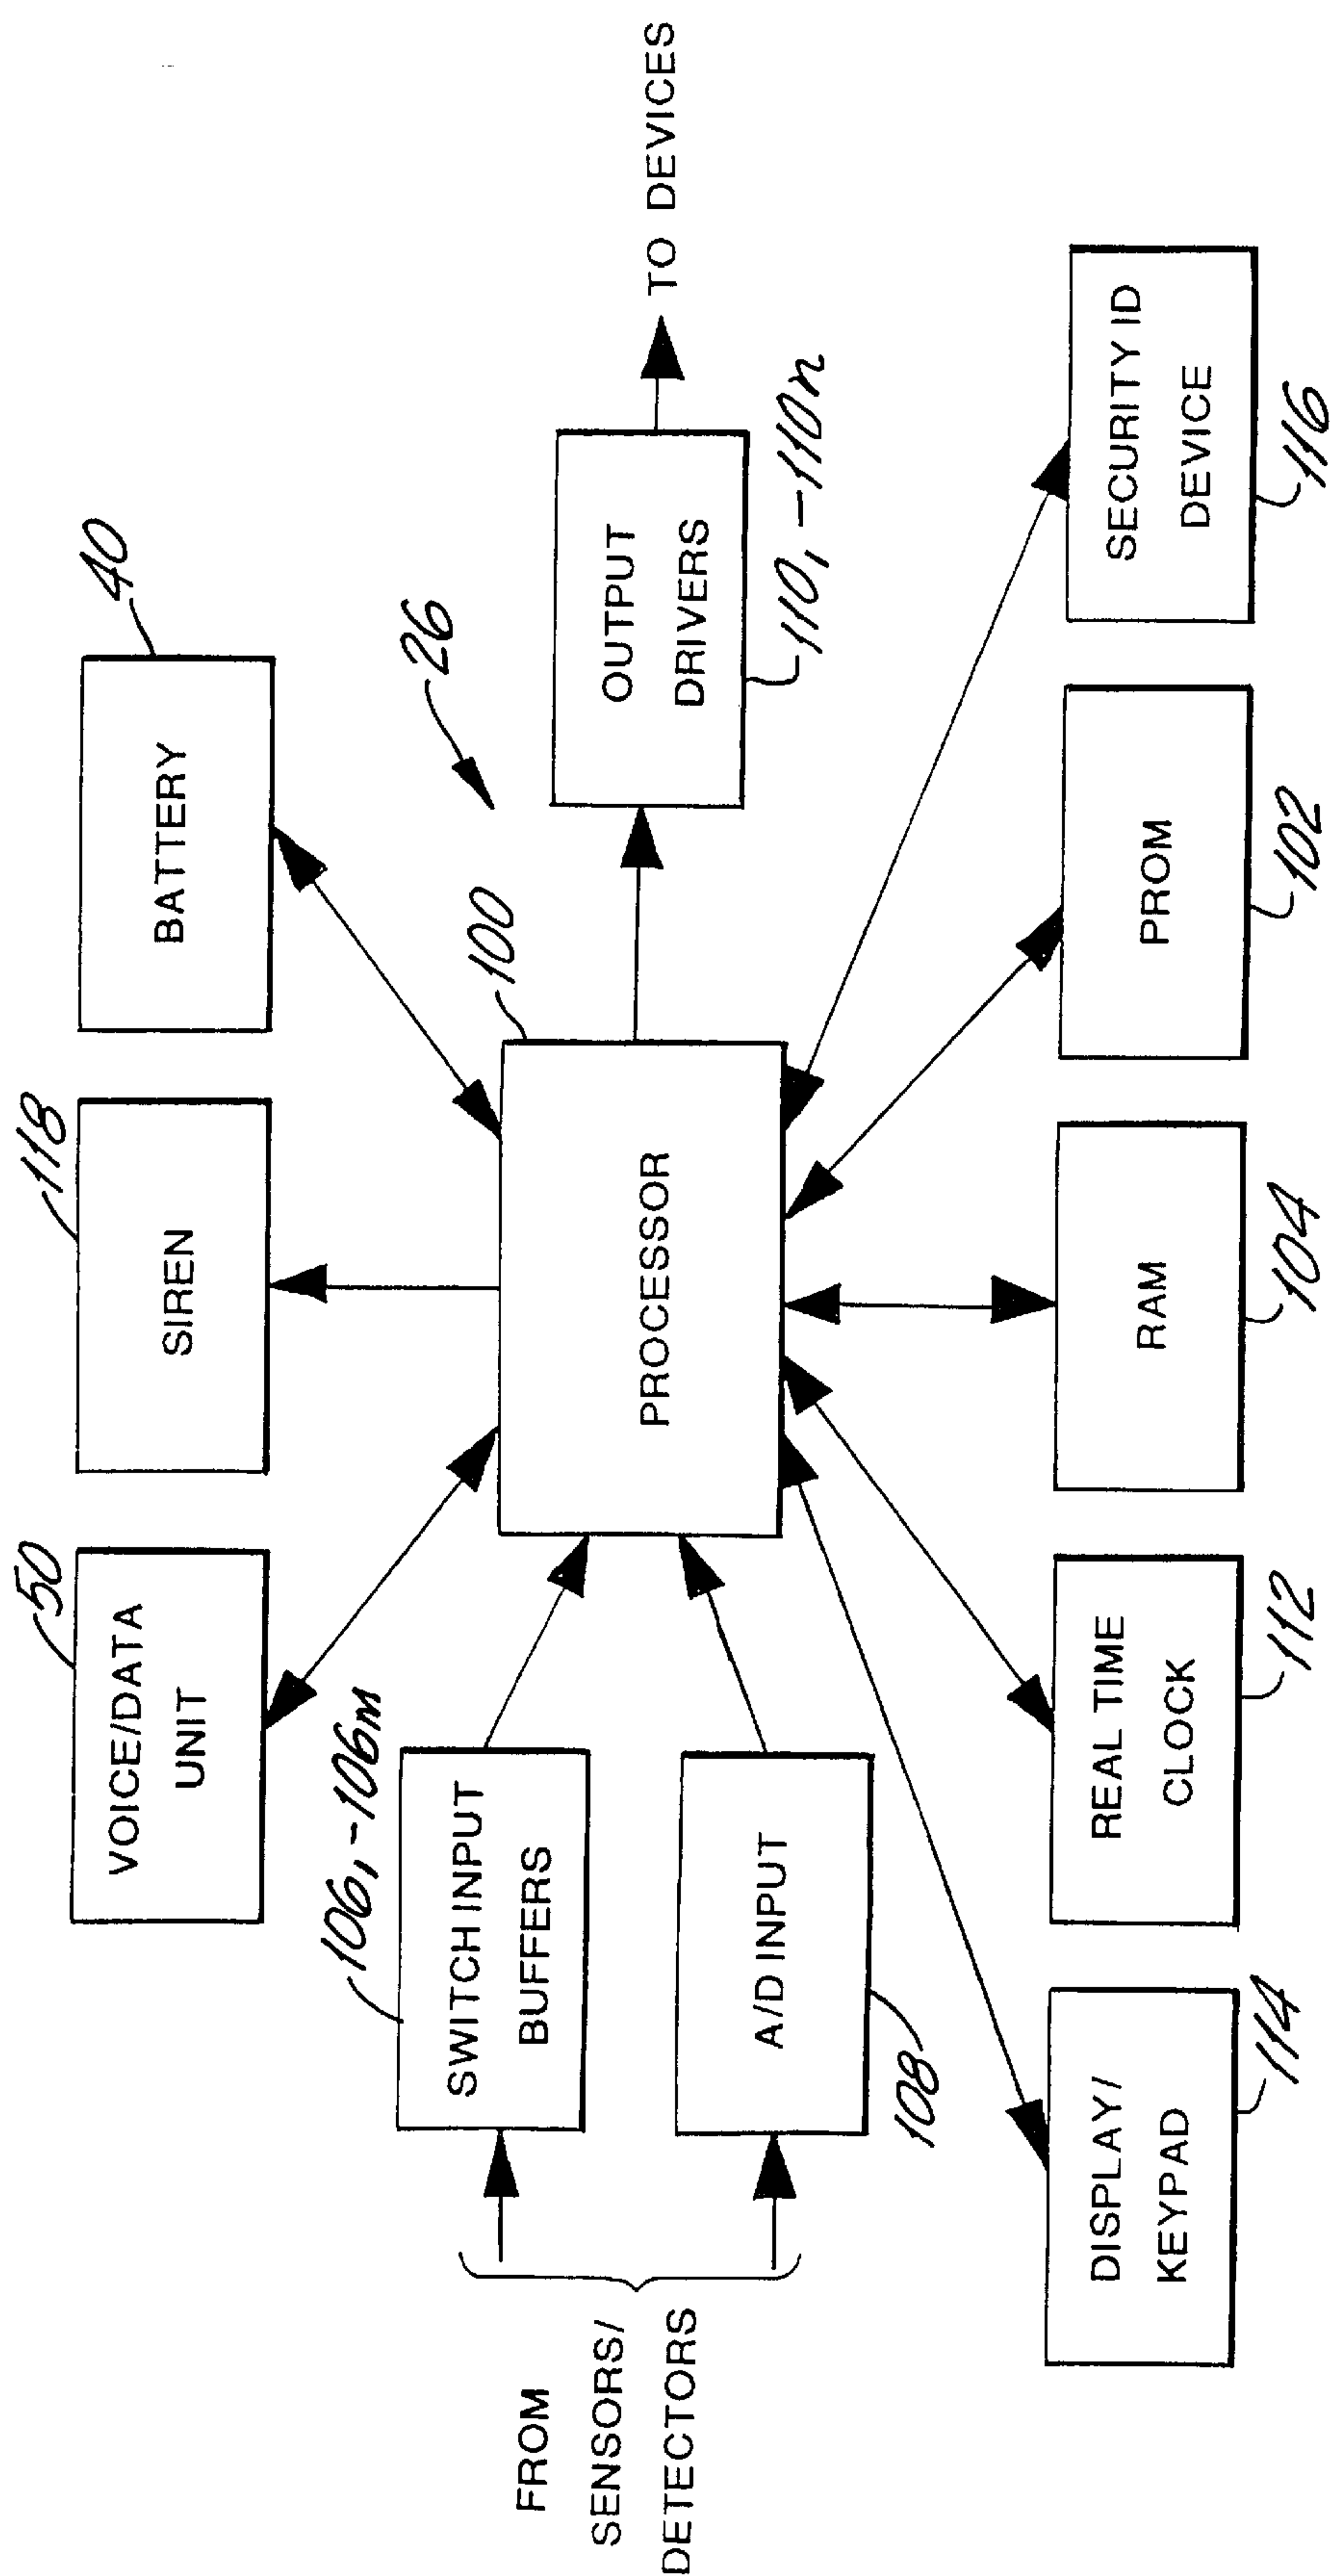 50
VOICE/DATA
UNIT
118
SIREN
40
BATTERY
26
106,-106m
SWITCH INPUT
BUFFERS
100
PROCESSOR
OUTPUT
DRIVERS
110,-110n
TO DEVICES
FROM
SENSORS/
DETECTORS
A/D INPUT
108
DISPLAY/
KEYPAD
114
REAL TIME
CLOCK
112
RAM
104
PROM
102
SECURITY ID
DEVICE
116